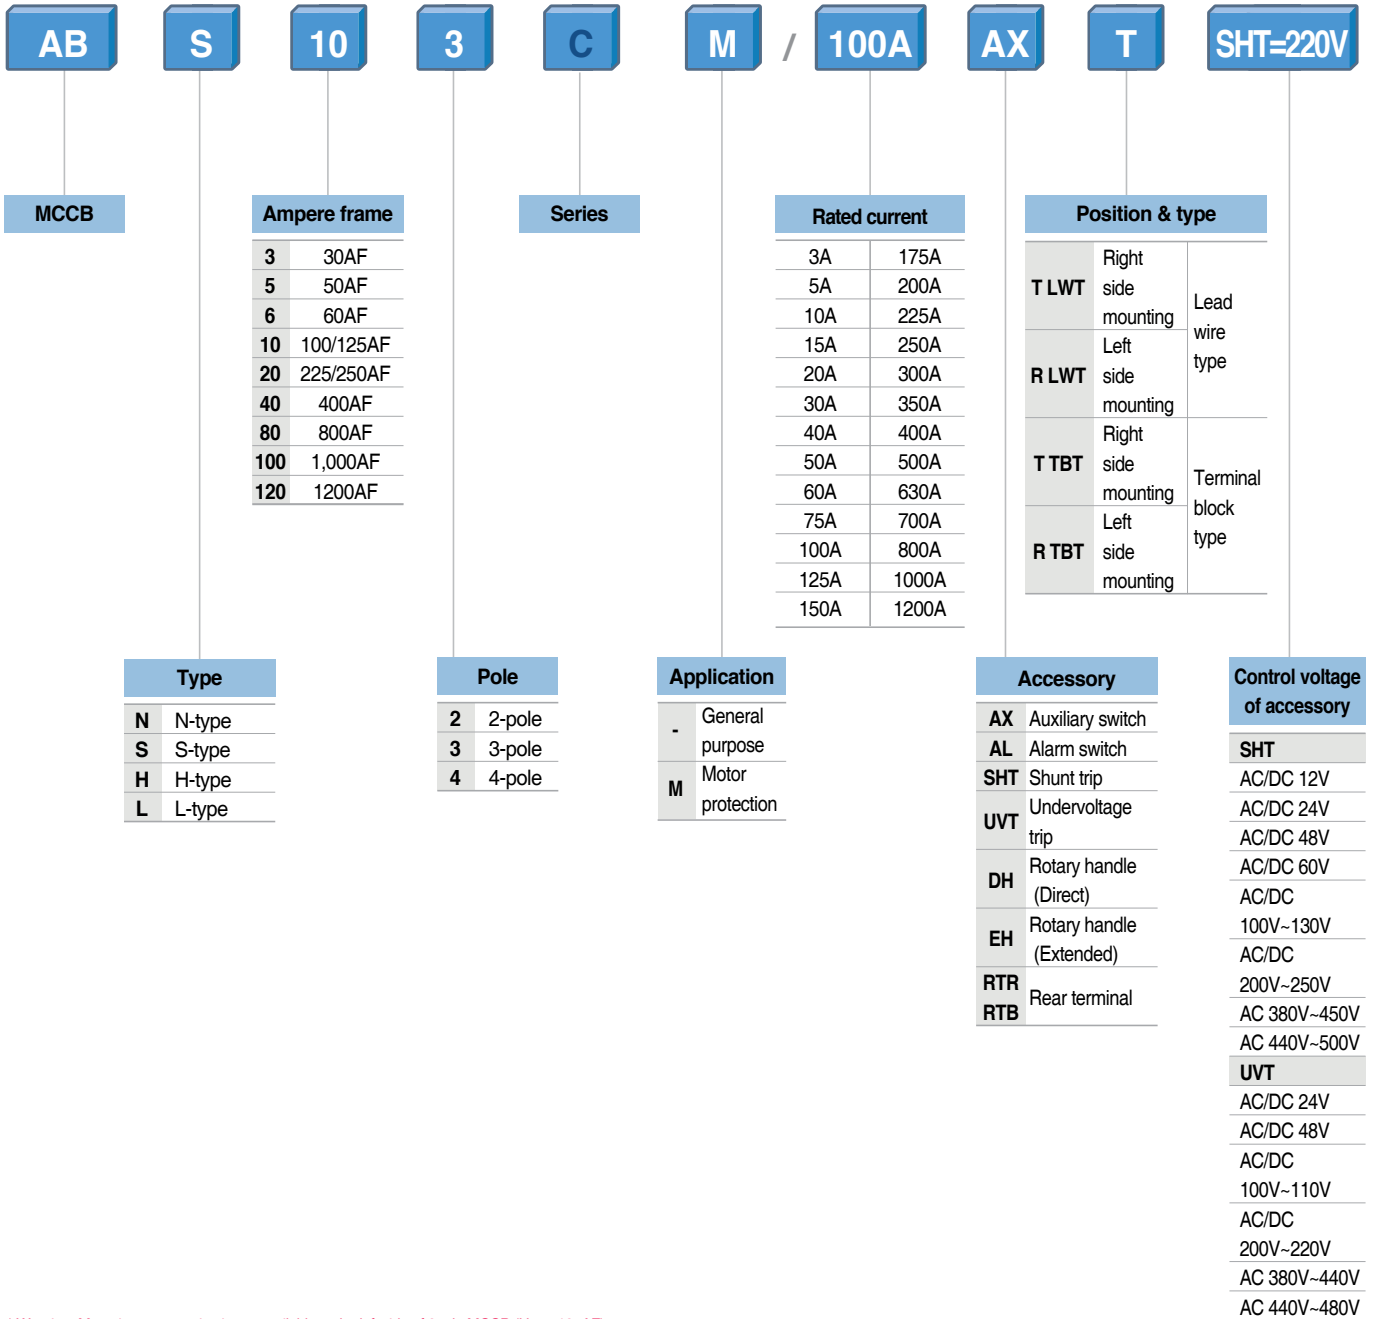 AB S 10 3 C M / 100A AX T SHT=220V
MCCB
Ampere frame
3 30AF
5 50AF
6 60AF
10 100/125AF
20 225/250AF
40 400AF
80 800AF
100 1,000AF
120 1200AF
Series
Rated current
3A 175A
5A 200A
10A 225A
15A 250A
20A 300A
30A 350A
40A 400A
50A 500A
60A 630A
75A 700A
100A 800A
125A 1000A
150A 1200A
Position & type
T LWT Right
side
mounting
R LWT Left
side
mounting
Lead
wire
type
T TBT Right
side
mounting
R TBT Left
side
mounting
Terminal
block
type
Type
N N-type
S S-type
H H-type
L L-type
Pole
2 2-pole
3 3-pole
4 4-pole
Application
- General
purpose
M Motor
protection
Accessory
AX Auxiliary switch
AL Alarm switch
SHT Shunt trip
UVT Undervoltage
trip
DH Rotary handle
(Direct)
EH Rotary handle
(Extended)
RTR
RTB
Rear terminal
Control voltage
of accessory
SHT
AC/DC 12V
AC/DC 24V
AC/DC 48V
AC/DC 60V
AC/DC
100V~130V
AC/DC
200V~250V
AC 380V~450V
AC 440V~500V
UVT
AC/DC 24V
AC/DC 48V
AC/DC
100V~110V
AC/DC
200V~220V
AC 380V~440V
AC 440V~480V